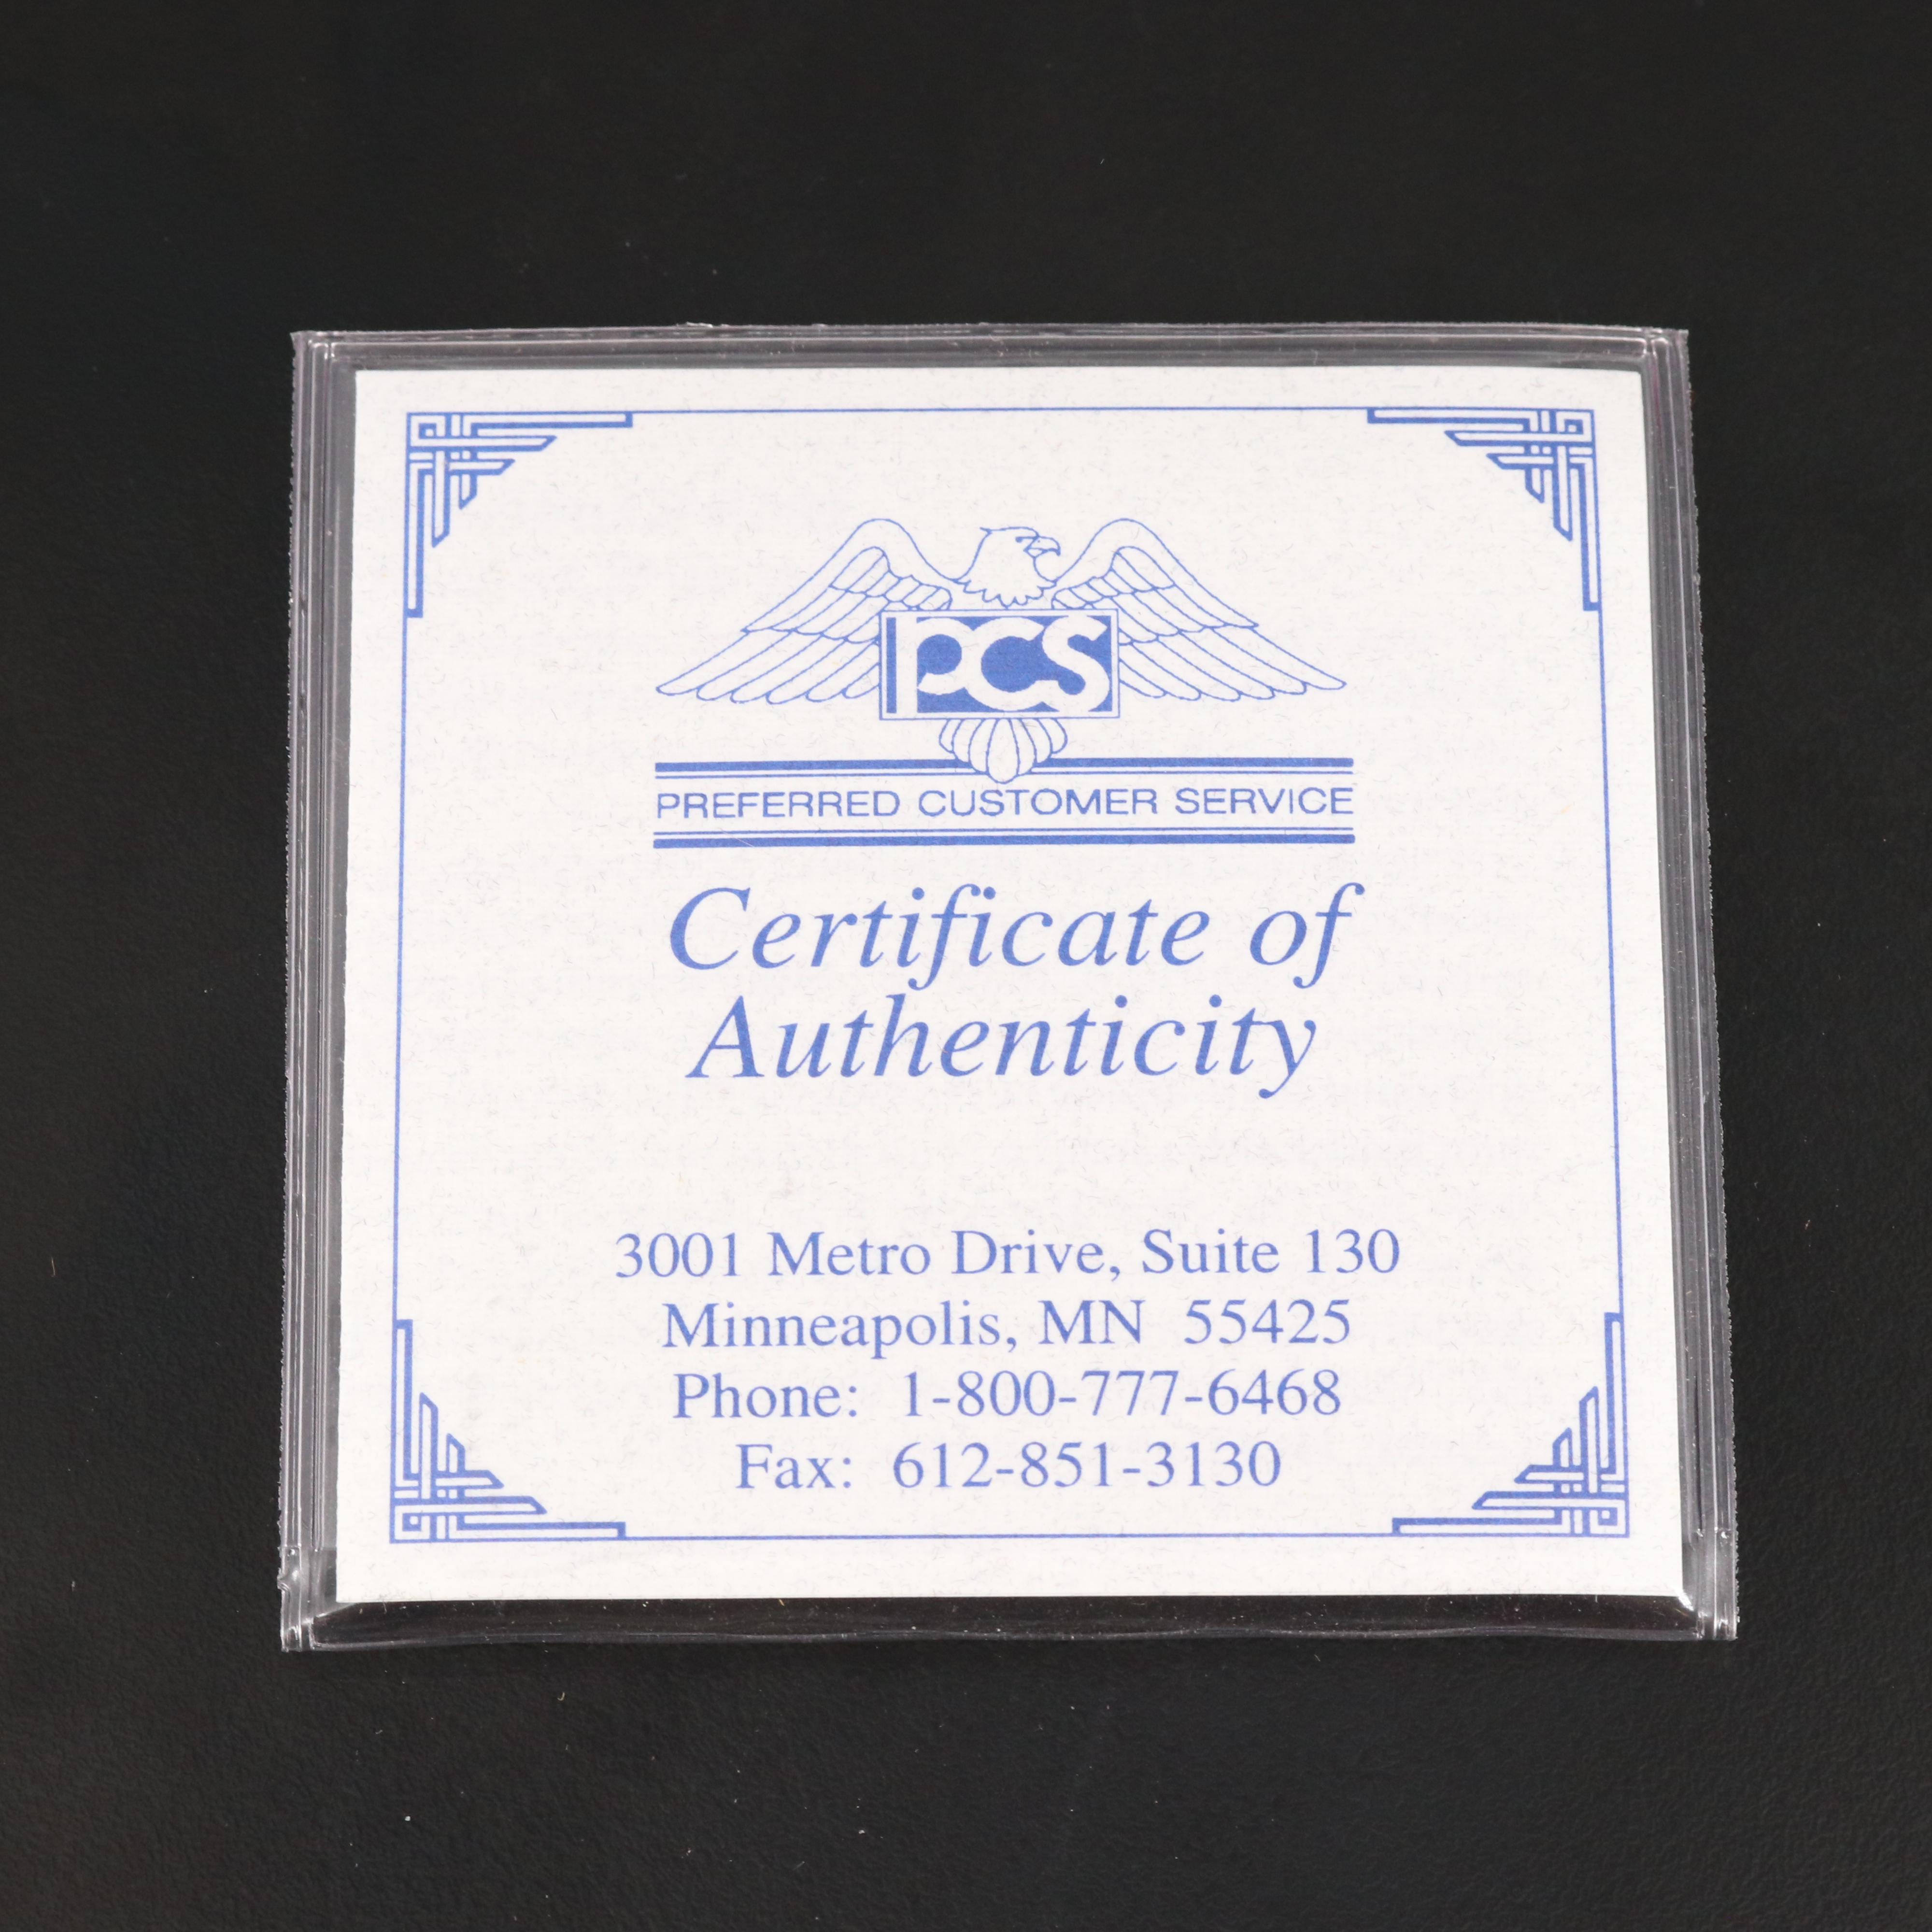 PCS
PREFERRED CUSTOMER SERVICE
Certificate of
Authenticity
3001 Metro Drive, Suite 130
Minneapolis, MN 55425
Phone: 1-800-777-6468
Fax: 612-851-3130